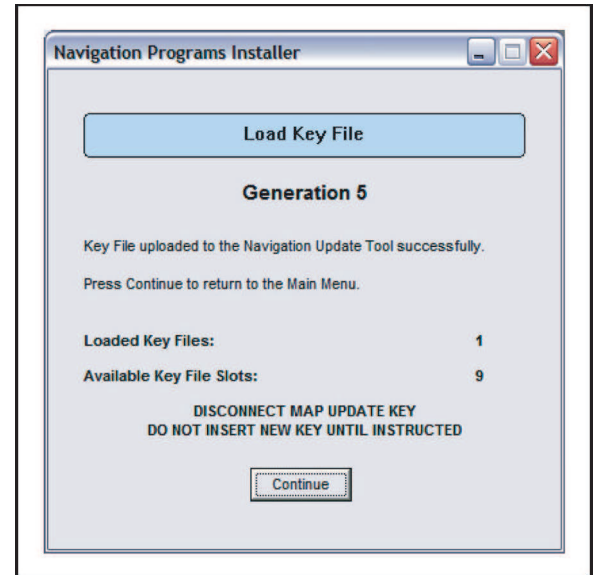 Navigation Programs Installer
Load Key File
Generation 5
Key File uploaded to the Navigation Update Tool successfully.
Press Continue to return to the Main Menu.
Loaded Key Files: 1
Available Key File Slots: 9
DISCONNECT MAP UPDATE KEY
DO NOT INSERT NEW KEY UNTIL INSTRUCTED
Continue